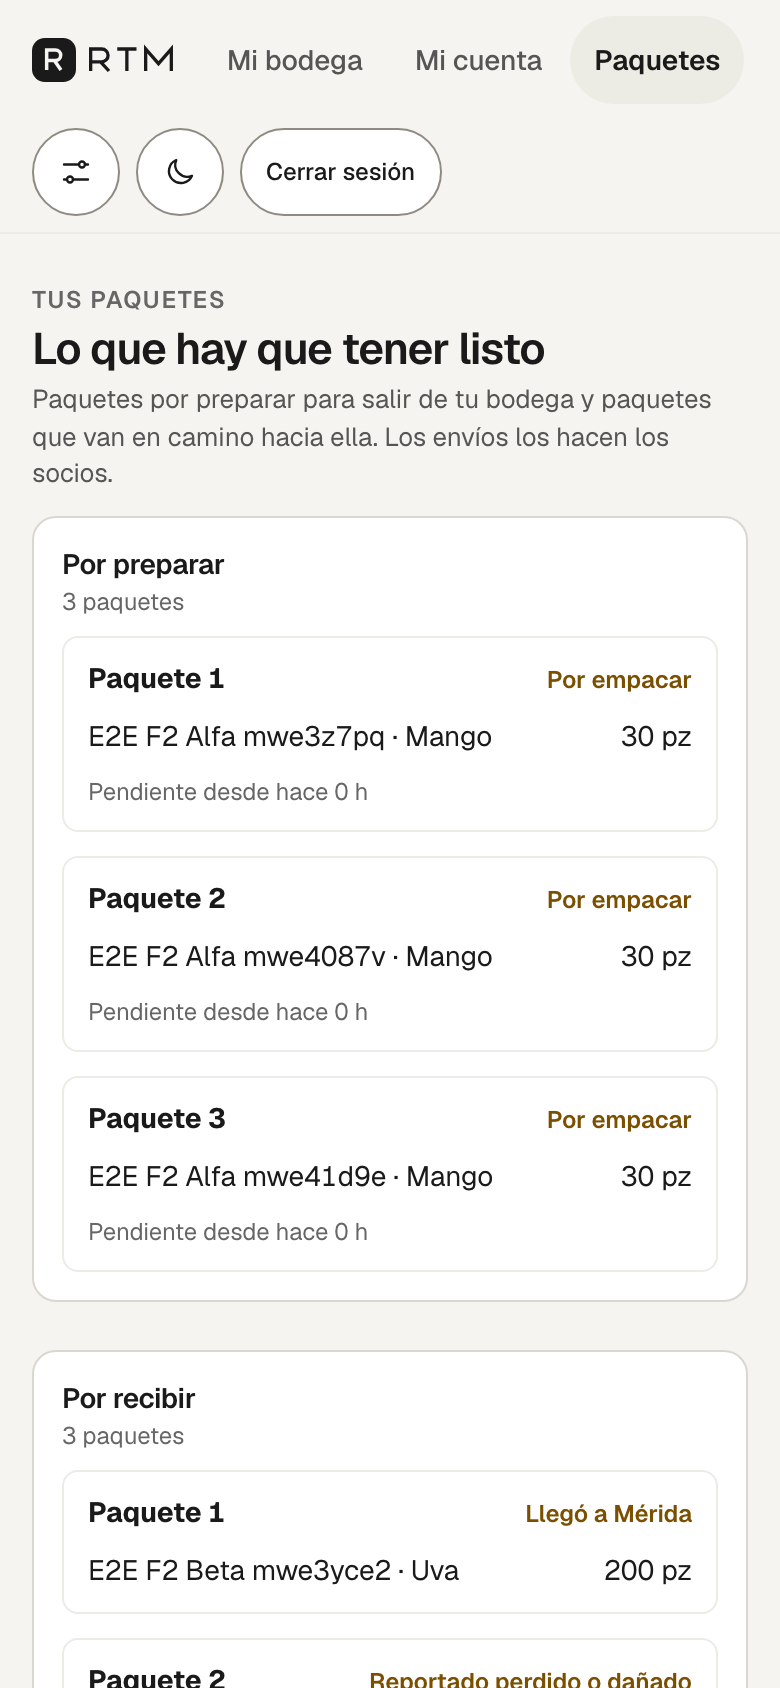 R RTM Mi bodega Mi cuenta Paquetes
Cerrar sesión
TUS PAQUETES
Lo que hay que tener listo
Paquetes por preparar para salir de tu bodega y paquetes
que van en camino hacia ella. Los envíos los hacen los
socios.
Por preparar
3 paquetes
Paquete 1 Por empacar
E2E F2 Alfa mwe3z7pq · Mango 30 pz
Pendiente desde hace 0 h
Paquete 2 Por empacar
E2E F2 Alfa mwe4087v · Mango 30 pz
Pendiente desde hace 0 h
Paquete 3 Por empacar
E2E F2 Alfa mwe41d9e · Mango 30 pz
Pendiente desde hace 0 h
Por recibir
3 paquetes
Paquete 1 Llegó a Mérida
E2E F2 Beta mwe3yce2 · Uva 200 pz
Paquete 2 Reportado perdido o dañado